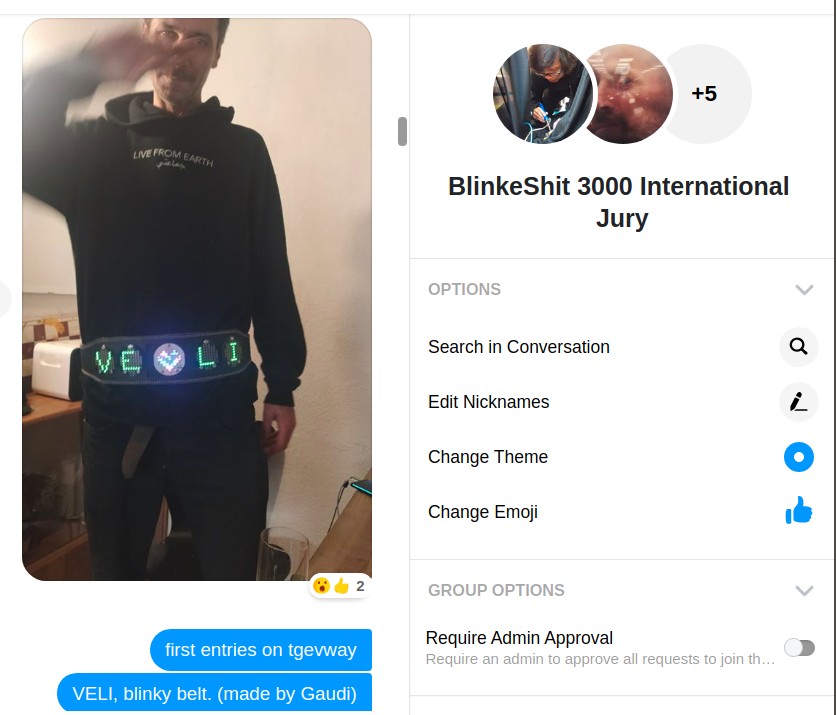 LIVE FROM EARTH
VE LI
2
first entries on tgevway
VELI, blinky belt. (made by Gaudi)
+5
BlinkeShit 3000 International
Jury
OPTIONS
Search in Conversation
Edit Nicknames
Change Theme
Change Emoji
GROUP OPTIONS
Require Admin Approval
Require an admin to approve all requests to join th…